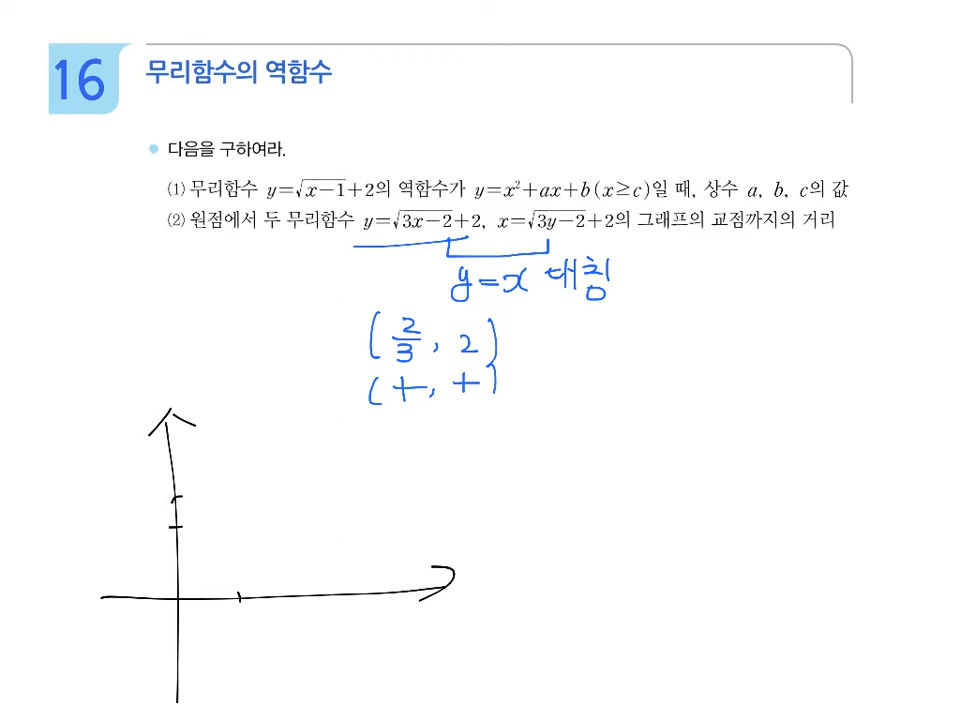 16 무리함수의 역함수
● 다음을 구하여라.
⑴ 무리함수 y=√(x−1)+2의 역함수가 y=x²+ax+b (x≥c)일 때, 상수 a, b, c의 값
⑵ 원점에서 두 무리함수 y=√(3x−2)+2, x=√(3y−2)+2의 그래프의 교점까지의 거리
y=x 대칭
(2/3, 2)
(+, +)